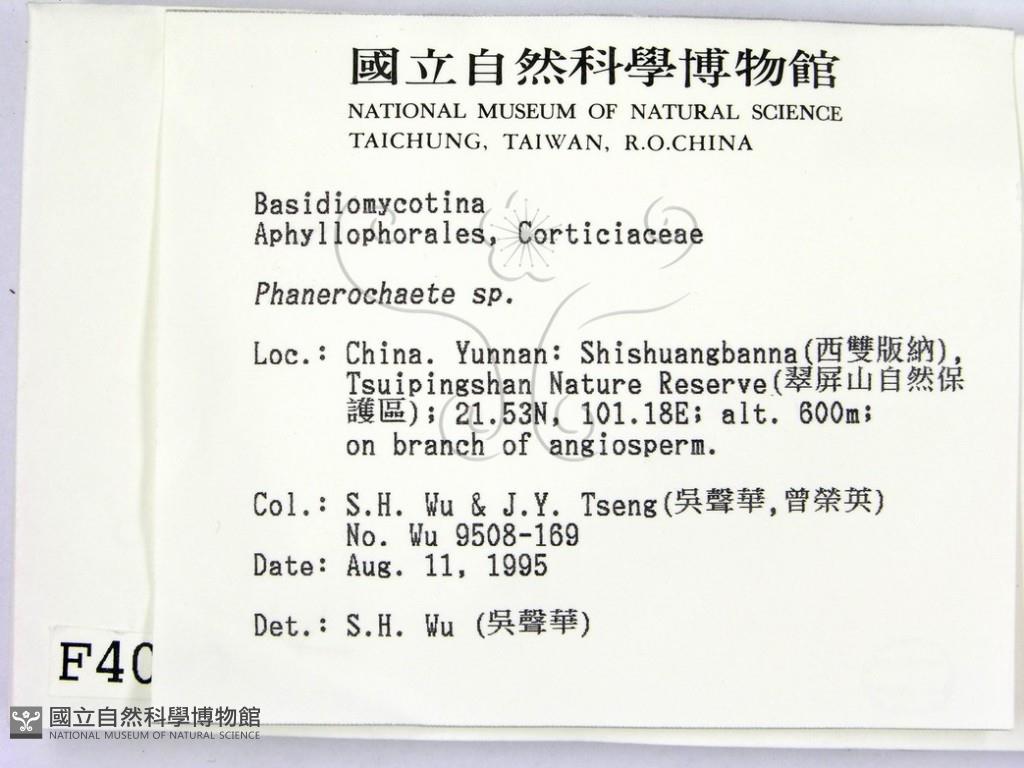 國立自然科學博物館
NATIONAL MUSEUM OF NATURAL SCIENCE
TAICHUNG, TAIWAN, R.O.CHINA
Basidiomycotina
Aphyllophorales, Corticiaceae
Phanerochaete sp.
Loc.: China. Yunnan: Shishuangbanna(西雙版納),
Tsuipingshan Nature Reserve(翠屏山自然保
護區); 21.53N, 101.18E; alt. 600m;
on branch of angiosperm.
Col.: S.H. Wu & J.Y. Tseng(吳聲華,曾榮英)
No. Wu 9508-169
Date: Aug. 11, 1995
Det.: S.H. Wu (吳聲華)
F40
國立自然科學博物館
NATIONAL MUSEUM OF NATURAL SCIENCE